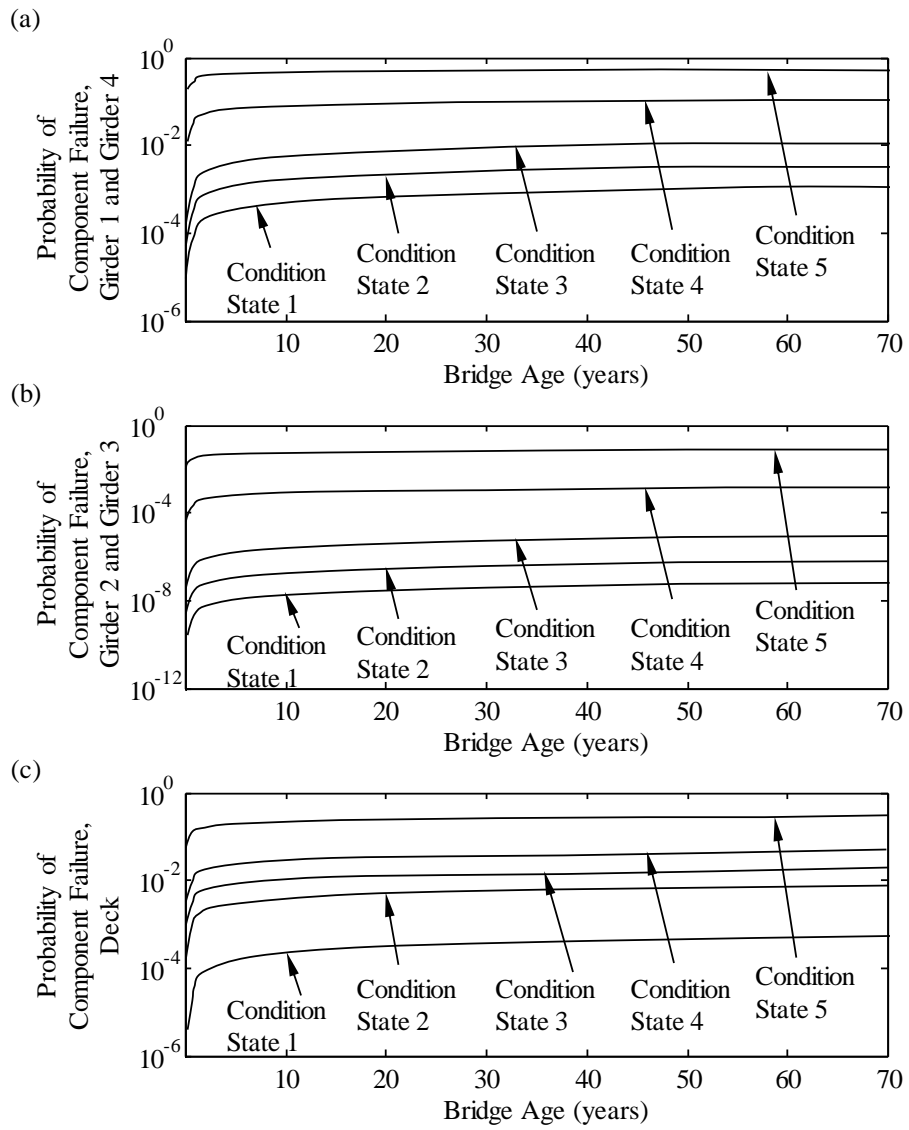 (a)
Probability of
Component Failure,
Girder 1 and Girder 4
10^0
10^-2
10^-4
10^-6
Condition
State 1
Condition
State 2
Condition
State 3
Condition
State 4
Condition
State 5
10 20 30 40 50 60 70
Bridge Age (years)
(b)
Probability of
Component Failure,
Girder 2 and Girder 3
10^0
10^-4
10^-8
10^-12
Condition
State 1
Condition
State 2
Condition
State 3
Condition
State 4
Condition
State 5
10 20 30 40 50 60 70
Bridge Age (years)
(c)
Probability of
Component Failure,
Deck
10^0
10^-2
10^-4
10^-6
Condition
State 1
Condition
State 2
Condition
State 3
Condition
State 4
Condition
State 5
10 20 30 40 50 60 70
Bridge Age (years)